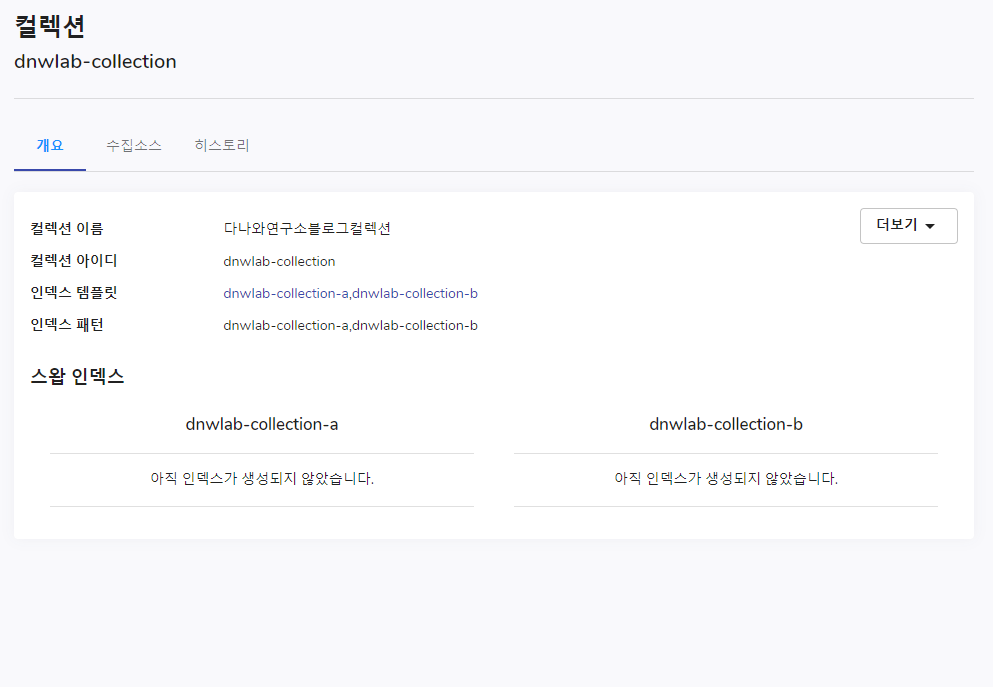 컬렉션
dnwlab-collection
개요 수집소스 히스토리
컬렉션 이름 다나와연구소블로그컬렉션 더보기
컬렉션 아이디 dnwlab-collection
인덱스 템플릿 dnwlab-collection-a,dnwlab-collection-b
인덱스 패턴 dnwlab-collection-a,dnwlab-collection-b
스왑 인덱스
dnwlab-collection-a dnwlab-collection-b
아직 인덱스가 생성되지 않았습니다. 아직 인덱스가 생성되지 않았습니다.